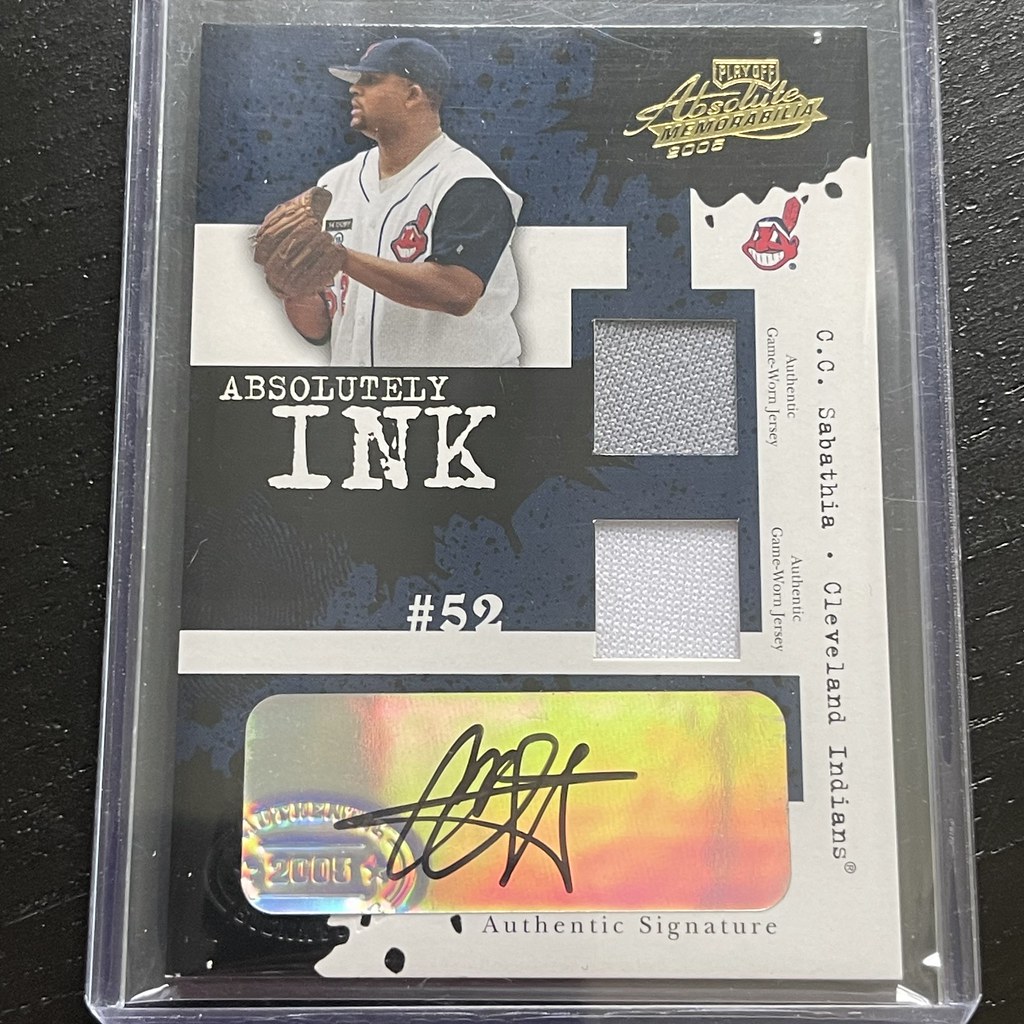 PLAYOFF
Absolute
MEMORABILIA
2005
ABSOLUTELY
INK
Authentic
Game-Worn Jersey
C.C. Sabathia • Cleveland Indians®
#52
Authentic
Game-Worn Jersey
AUTHENTIC
2005
Authentic Signature